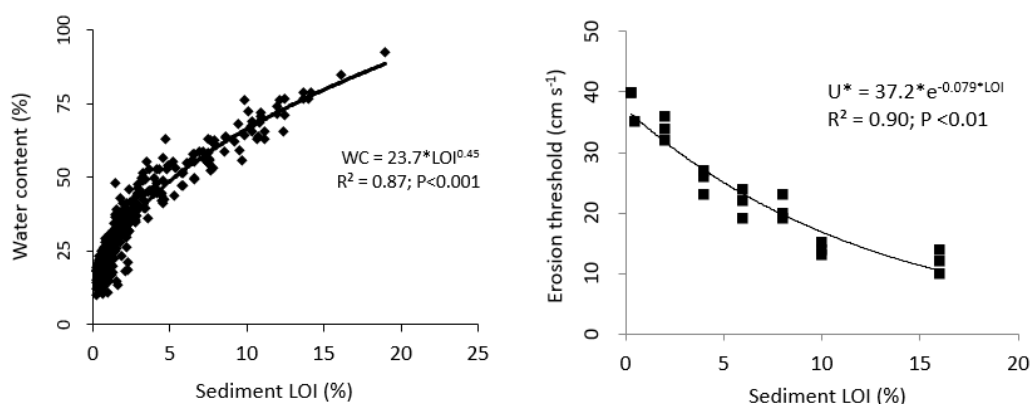 100
75
50
25
0
Water content (%)
WC = 23.7*LOI^0.45
R² = 0.87; P<0.001
0 5 10 15 20 25
Sediment LOI (%)
50
40
30
20
10
0
Erosion threshold (cm s⁻¹)
U* = 37.2*e^-0.079*LOI
R² = 0.90; P <0.01
0 5 10 15 20
Sediment LOI (%)